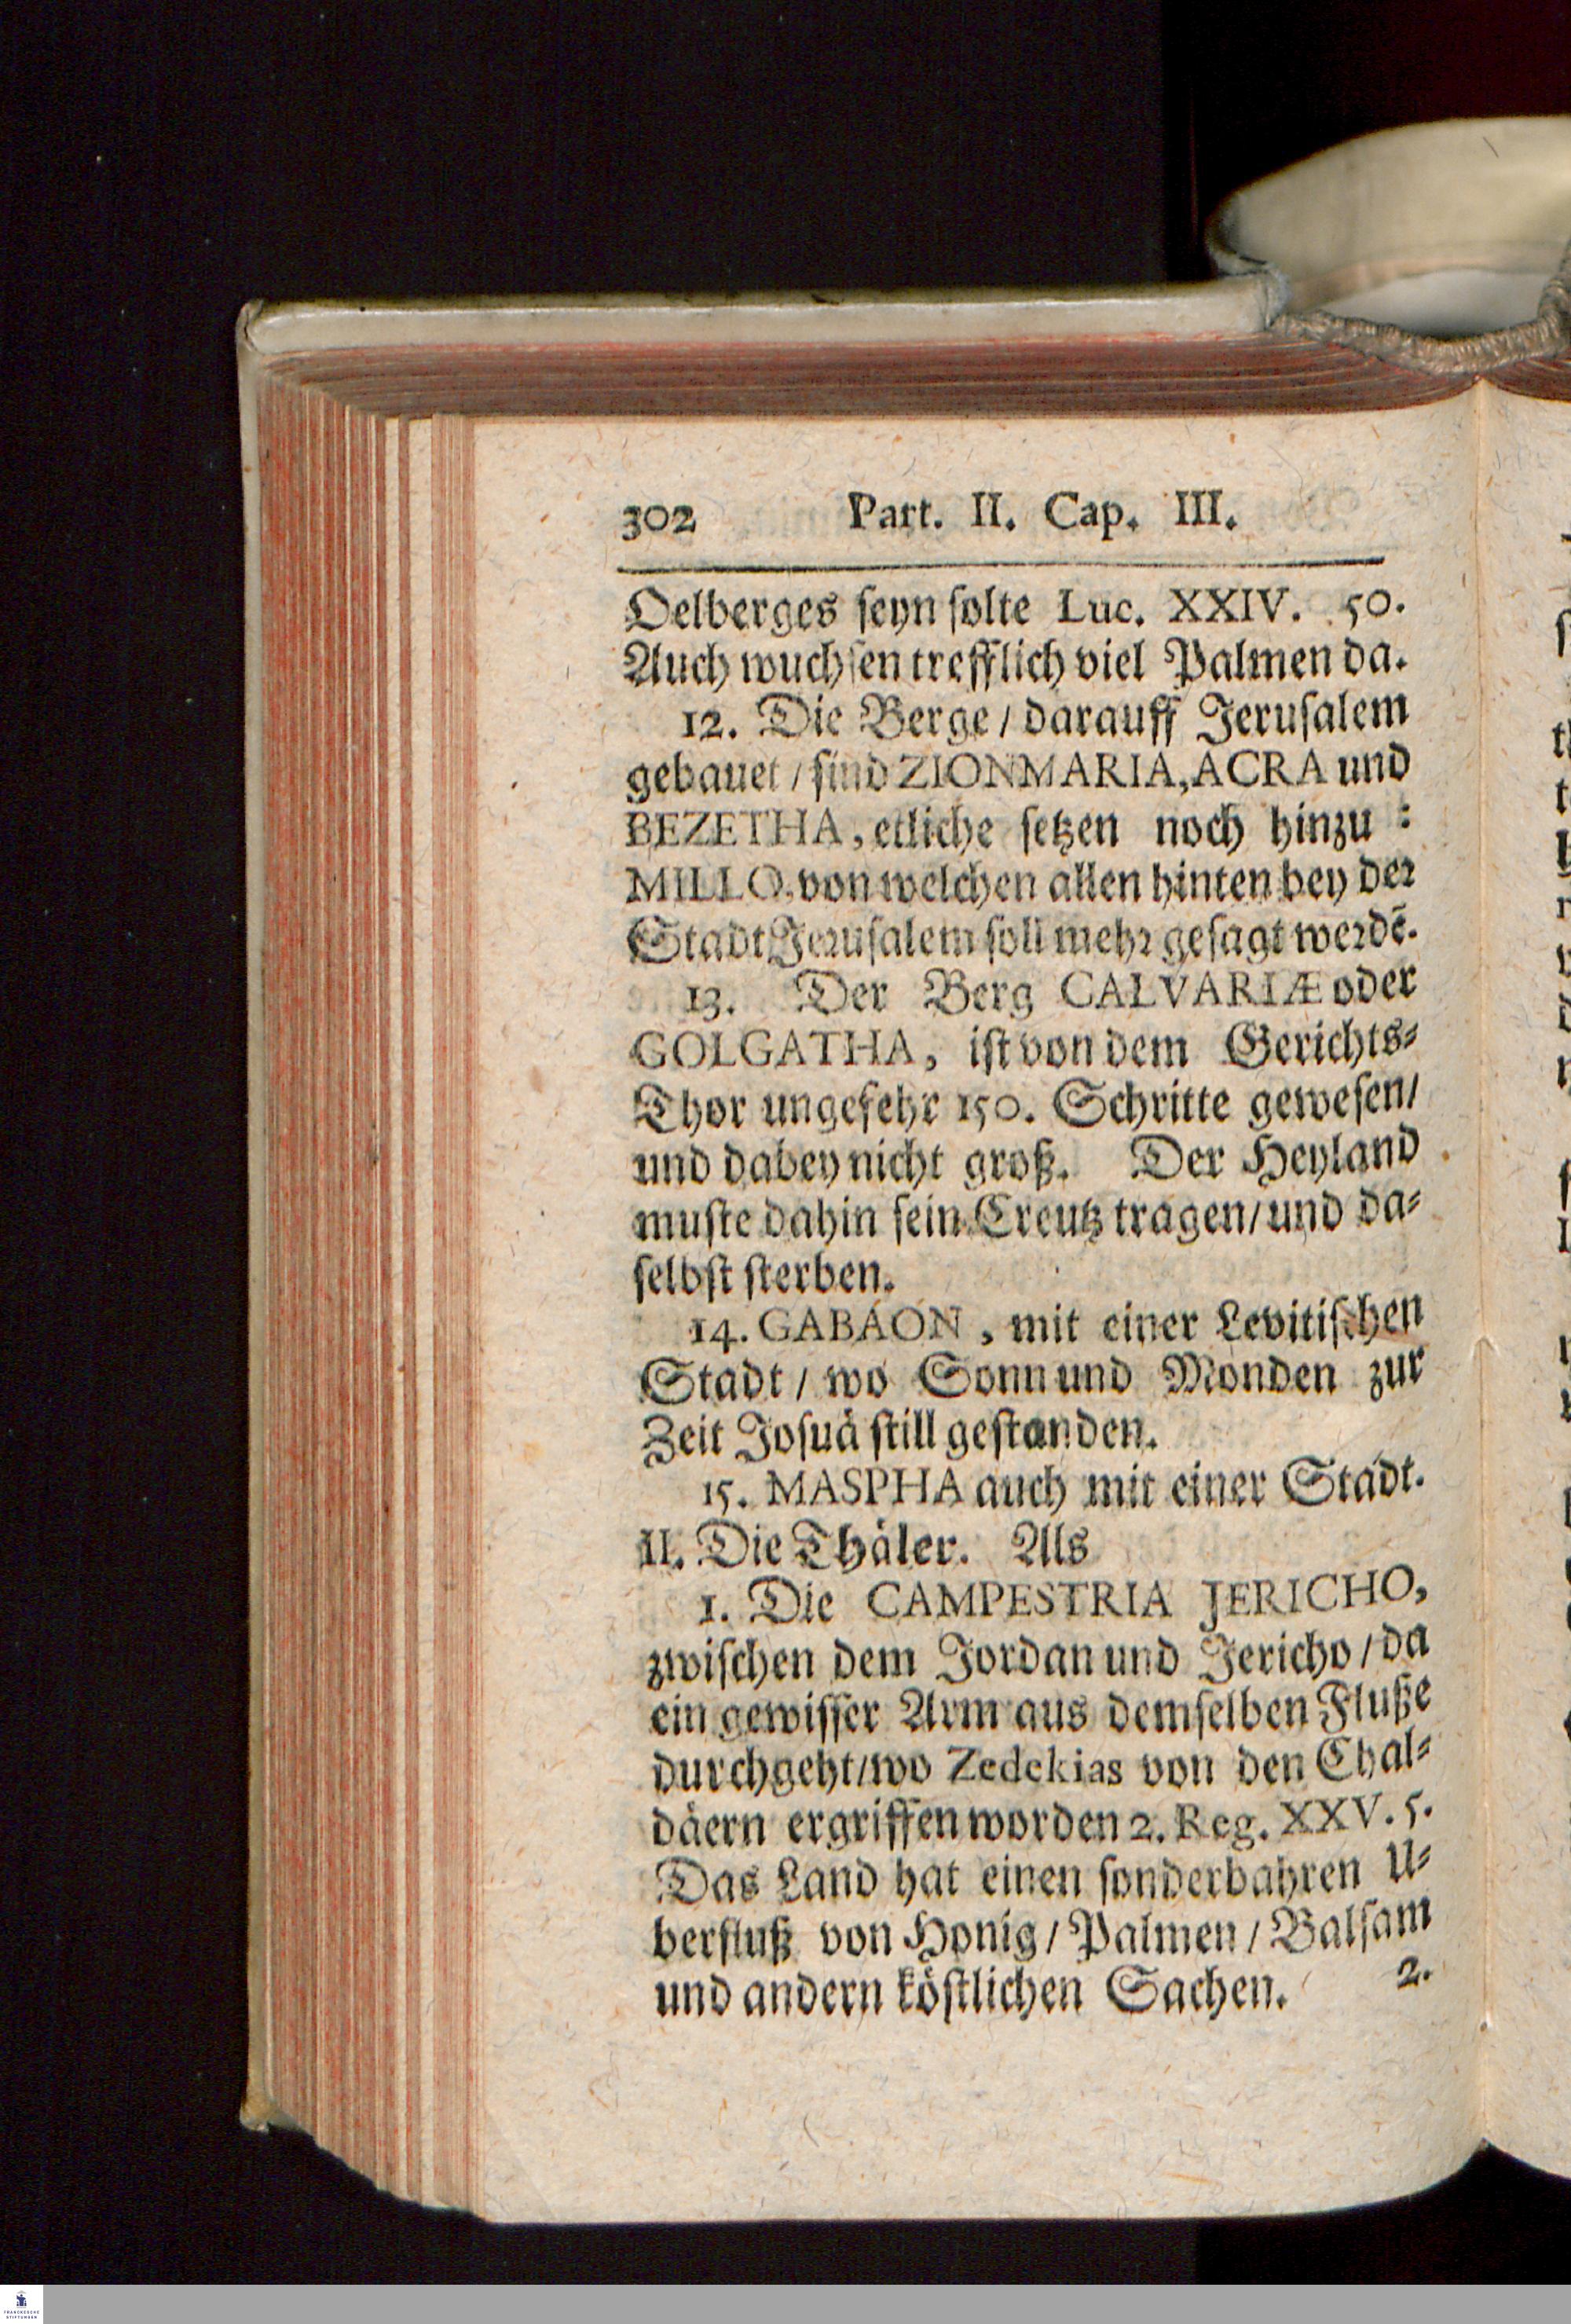 302 Part. II. Cap. III.
Oelberges seyn solte Luc. XXIV. 50.
Auch wuchsen trefflich viel Palmen da.
12. Die Berge / darauff Jerusalem
gebauet / sind ZIONMARIA, ACRA und
BEZETHA, etliche setzen noch hinzu :
MILLO, von welchen allen hinten bey der
Stadt Jerusalem soll mehr gesagt werdē.
13. Der Berg CALVARIÆ oder
GOLGATHA, ist von dem Gerichts-
Thor ungefehr 150. Schritte gewesen /
und dabey nicht groß. Der Heyland
muste dahin sein Creutz tragen / und da-
selbst sterben.
14. GABAON, mit einer Levitischen
Stadt / wo Sonn und Monden zur
Zeit Josuä still gestanden.
15. MASPHA auch mit einer Stadt.
II. Die Thäler. Als
1. Die CAMPESTRIA JERICHO,
zwischen dem Jordan und Jericho / da
ein gewisser Arm aus demselben Fluße
durchgeht / wo Zedekias von den Chal-
däern ergriffen worden 2. Reg. XXV. 5.
Das Land hat einen sonderbahren U-
berfluß von Honig / Palmen / Balsam
und andern köstlichen Sachen. 2.
FRANCKESCHE
STIFTUNGEN